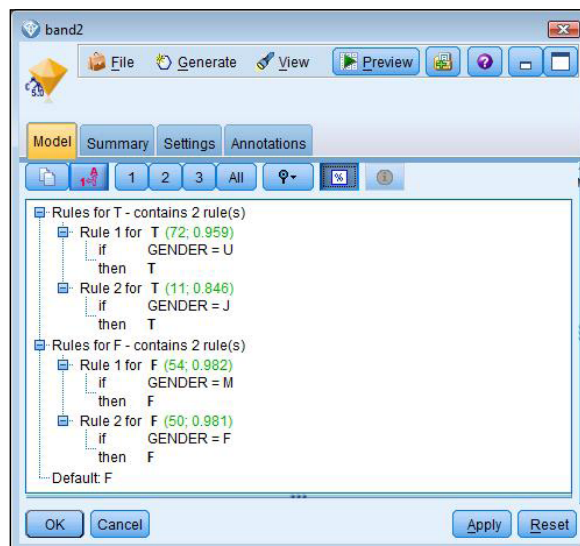 band2
File Generate View Preview
C5.0
Model Summary Settings Annotations
1 2 3 All %
Rules for T - contains 2 rule(s)
Rule 1 for T (72; 0.959)
if GENDER = U
then T
Rule 2 for T (11; 0.846)
if GENDER = J
then T
Rules for F - contains 2 rule(s)
Rule 1 for F (54; 0.982)
if GENDER = M
then F
Rule 2 for F (50; 0.981)
if GENDER = F
then F
Default: F
OK Cancel Apply Reset